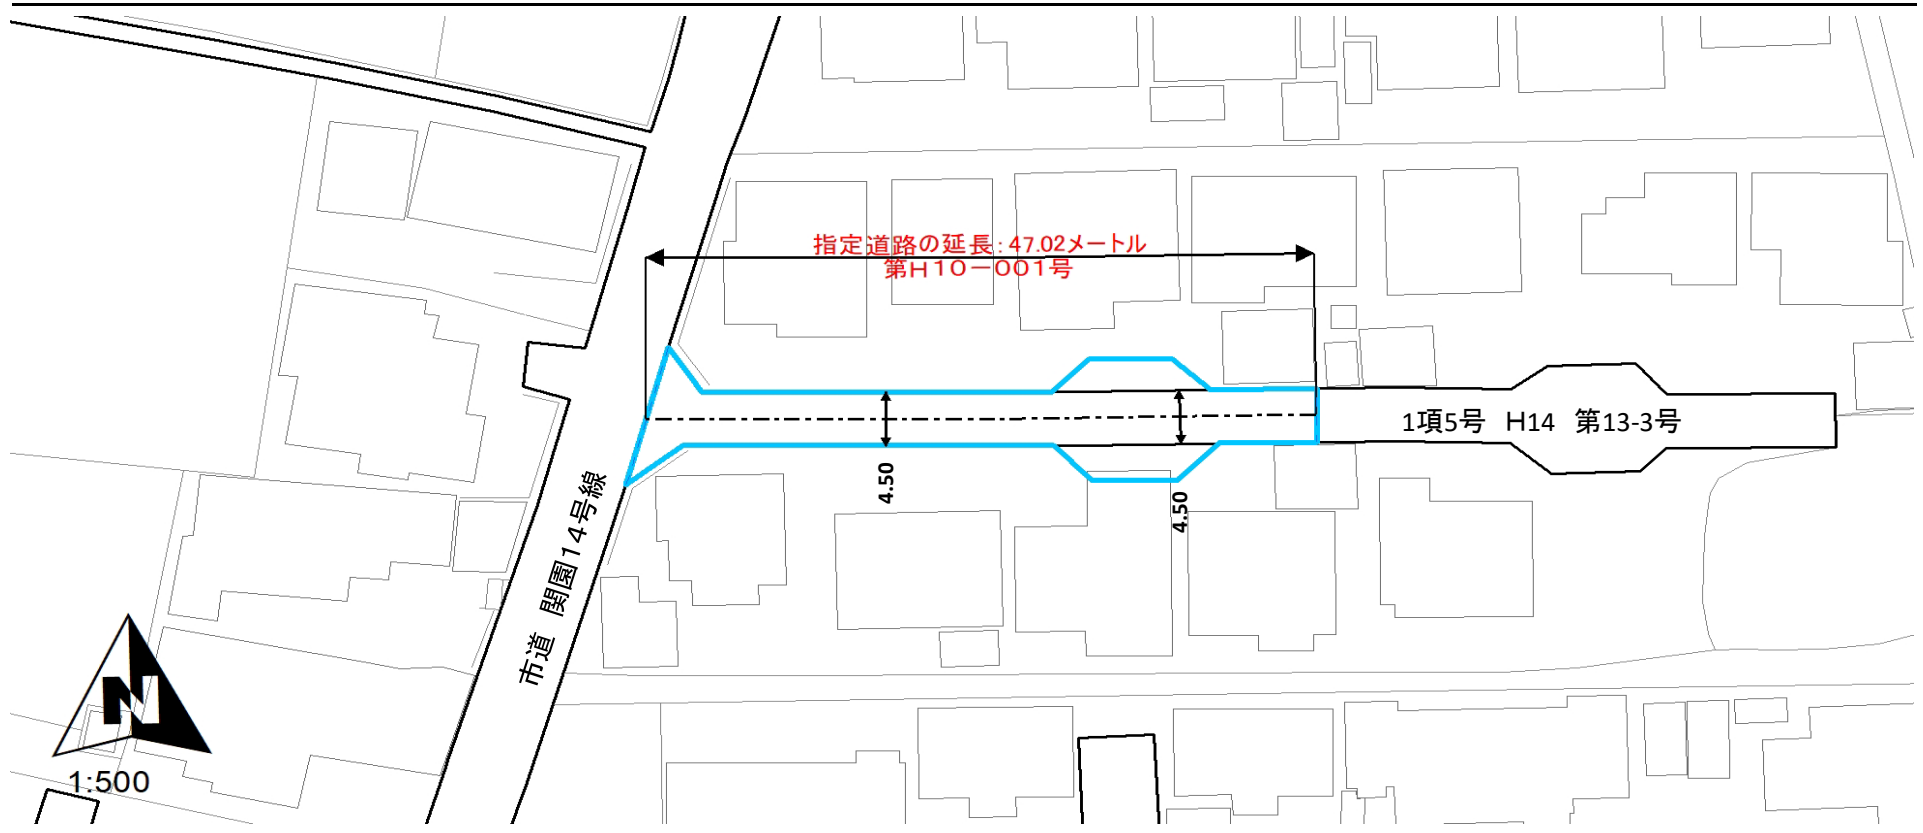 指定道路の延長:47.02メートル
第H10－001号
1項5号 H14 第13-3号
4.50
4.50
市道 関園14号線
N
1:500